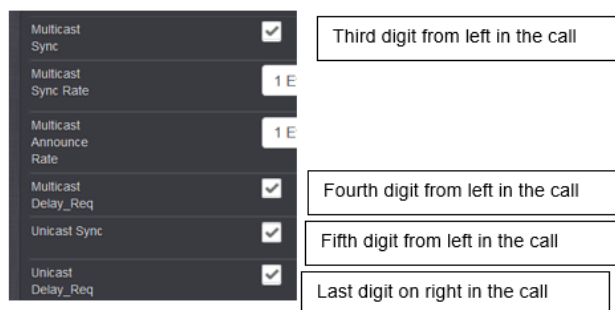 Multicast
Sync
Third digit from left in the call
Multicast
Sync Rate
1 E
Multicast
Announce
Rate
1 E
Multicast
Delay_Req
Fourth digit from left in the call
Unicast Sync
Fifth digit from left in the call
Unicast
Delay_Req
Last digit on right in the call